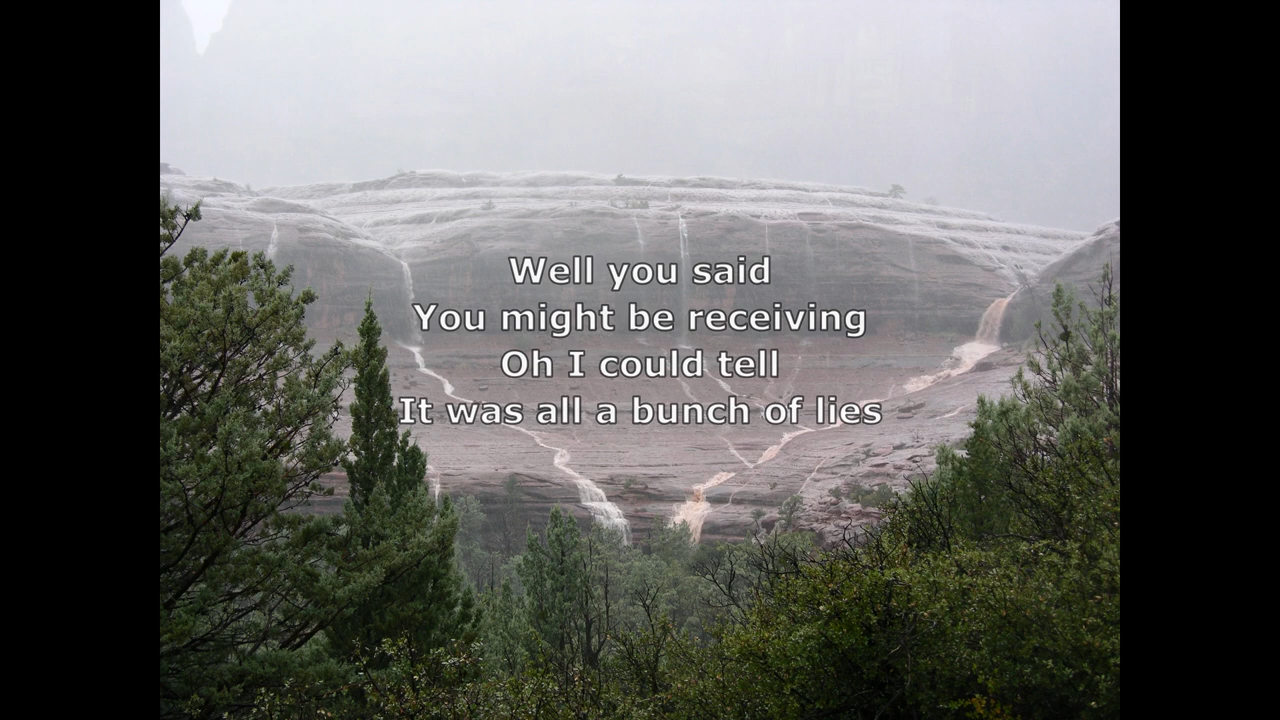 Well you said
You might be receiving
Oh I could tell
It was all a bunch of lies